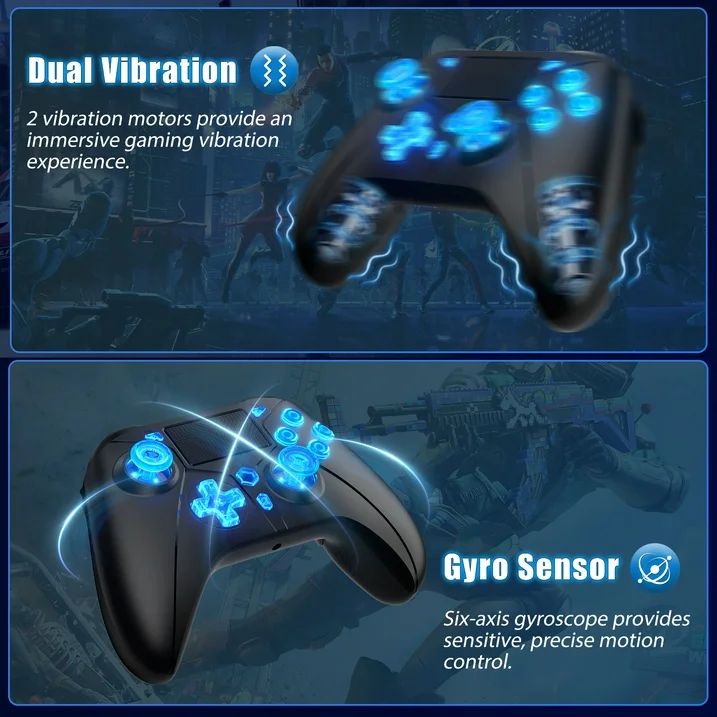 Dual Vibration
2 vibration motors provide an
immersive gaming vibration
experience.
Gyro Sensor
Six-axis gyroscope provides
sensitive, precise motion
control.